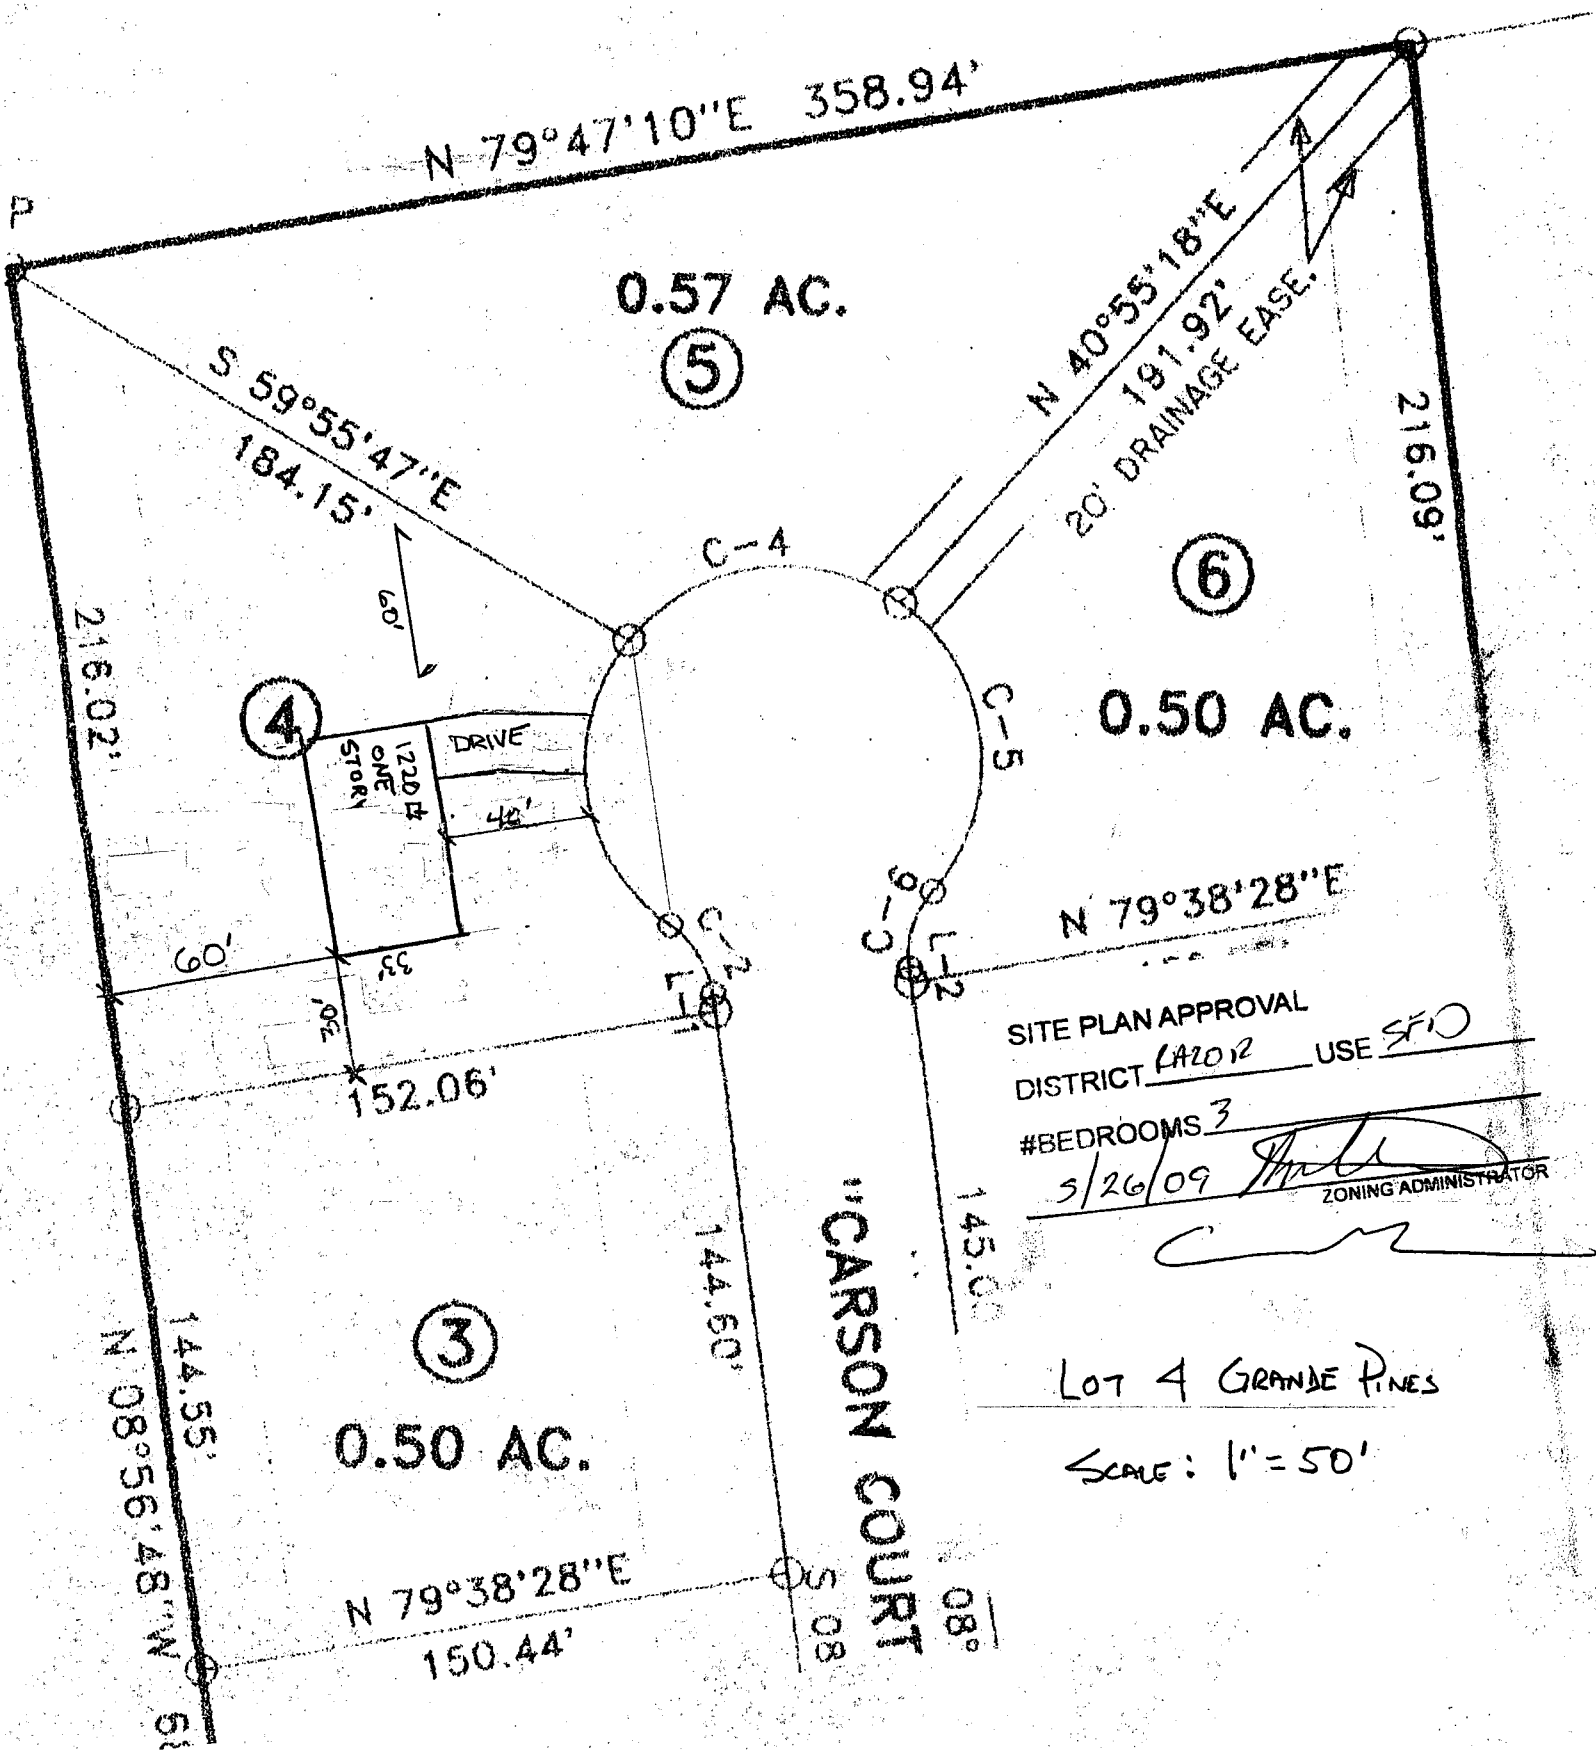 N 79°47'10"E 358.94'
P
0.57 AC.
5
S 59°55'47"E
184.15'
N 40°55'18"E
191.92'
20' DRAINAGE EASE.
216.09'
C-4
60'
6
0.50 AC.
216.02'
4
1220
ONE
STORY
DRIVE
40'
C-5
C-6
L-2
C-2
L-1
N 79°38'28"E
60'
33'
30'
152.06'
SITE PLAN APPROVAL
DISTRICT RA20R USE SFD
#BEDROOMS 3
5/26/09
ZONING ADMINISTRATOR
144.60'
"CARSON COURT
145.0
3
0.50 AC.
144.55'
N 08°56'48"W
LOT 4 GRANDE PINES
SCALE: 1" = 50'
N 79°38'28"E
150.44'
S 08
08°